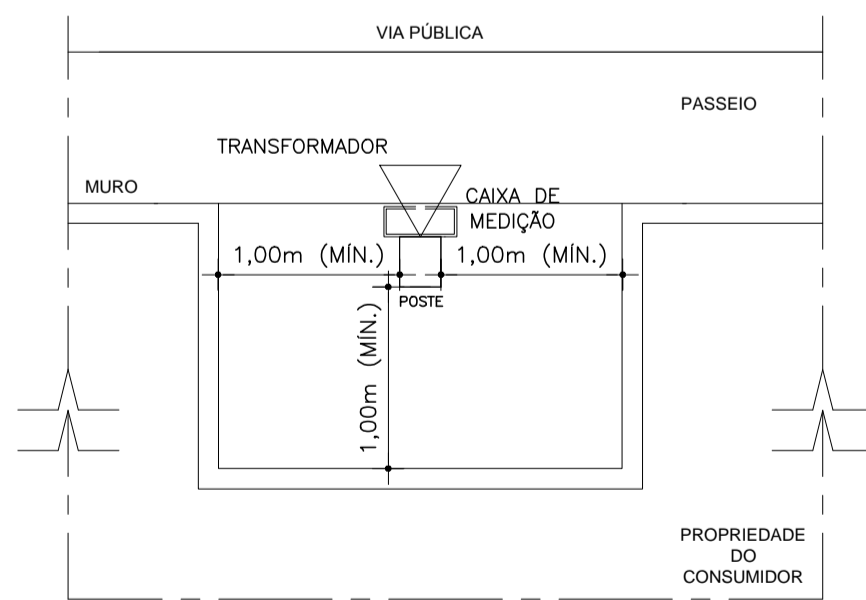 VIA PÚBLICA
PASSEIO
TRANSFORMADOR
MURO
CAIXA DE
MEDIÇÃO
1,00m (MÍN.)
1,00m (MÍN.)
POSTE
1,00m (MÍN.)
PROPRIEDADE
DO
CONSUMIDOR